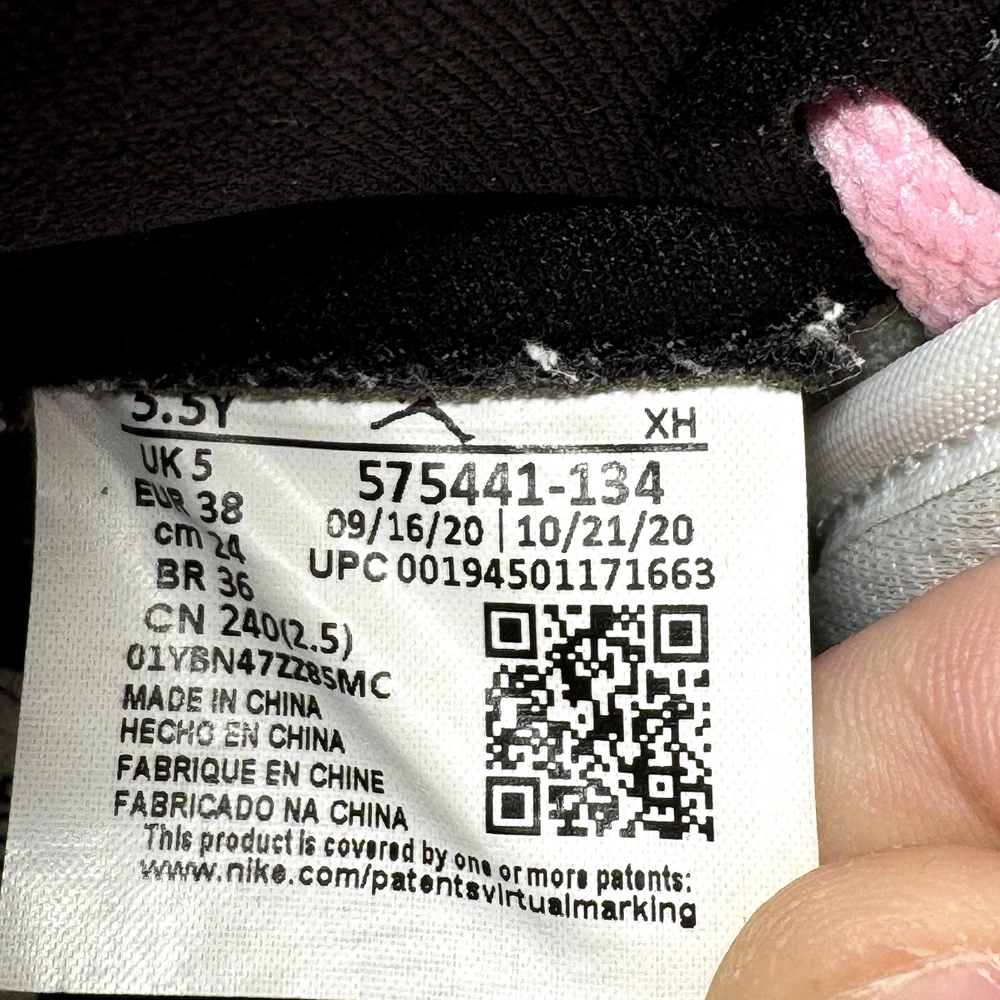 5.5Y XH
UK 5
EUR 38
cm 24
BR 36
CN 240(2.5)
575441-134
09/16/20 | 10/21/20
UPC 00194501171663
01YBN47ZZ85MC
MADE IN CHINA
HECHO EN CHINA
FABRIQUE EN CHINE
FABRICADO NA CHINA
This product is covered by one or more patents:
www.nike.com/patentsvirtualmarking